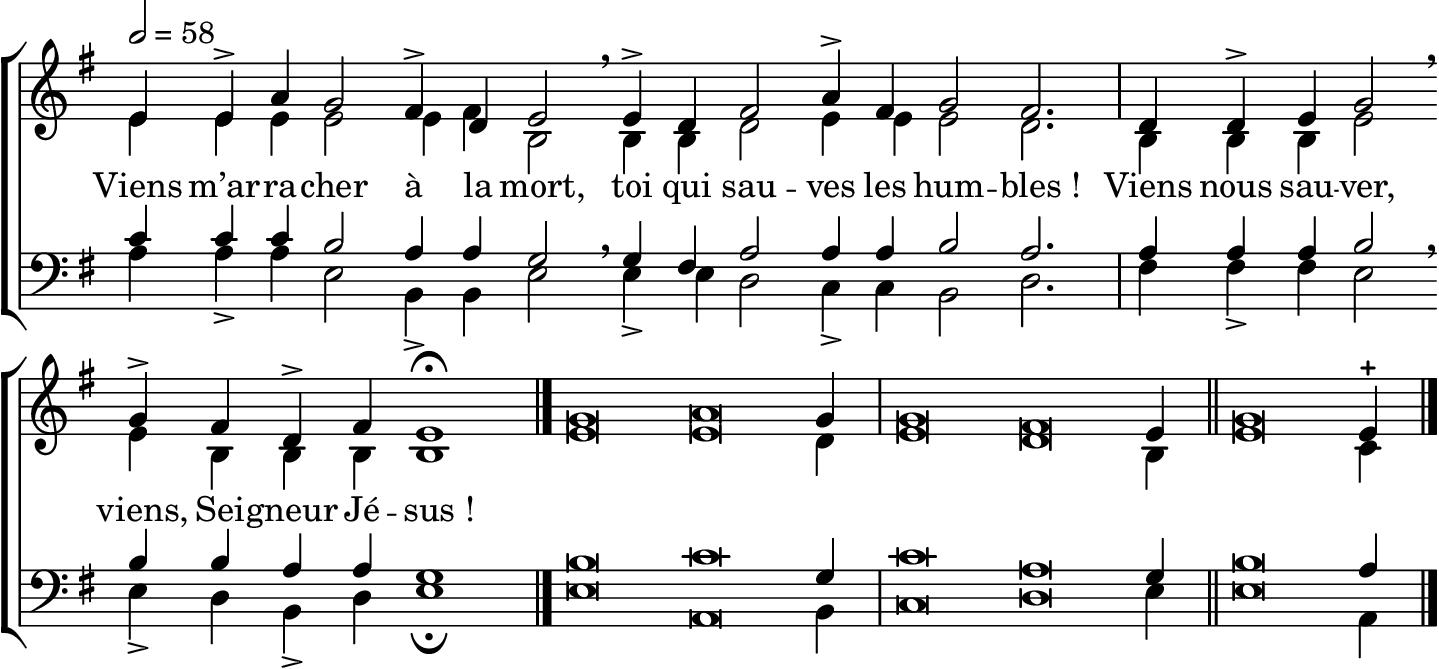 = 58
Viens m’arracher à la mort, toi qui sau – ves les hum – bles ! Viens nous sau – ver,
viens, Seigneur Jé – sus !